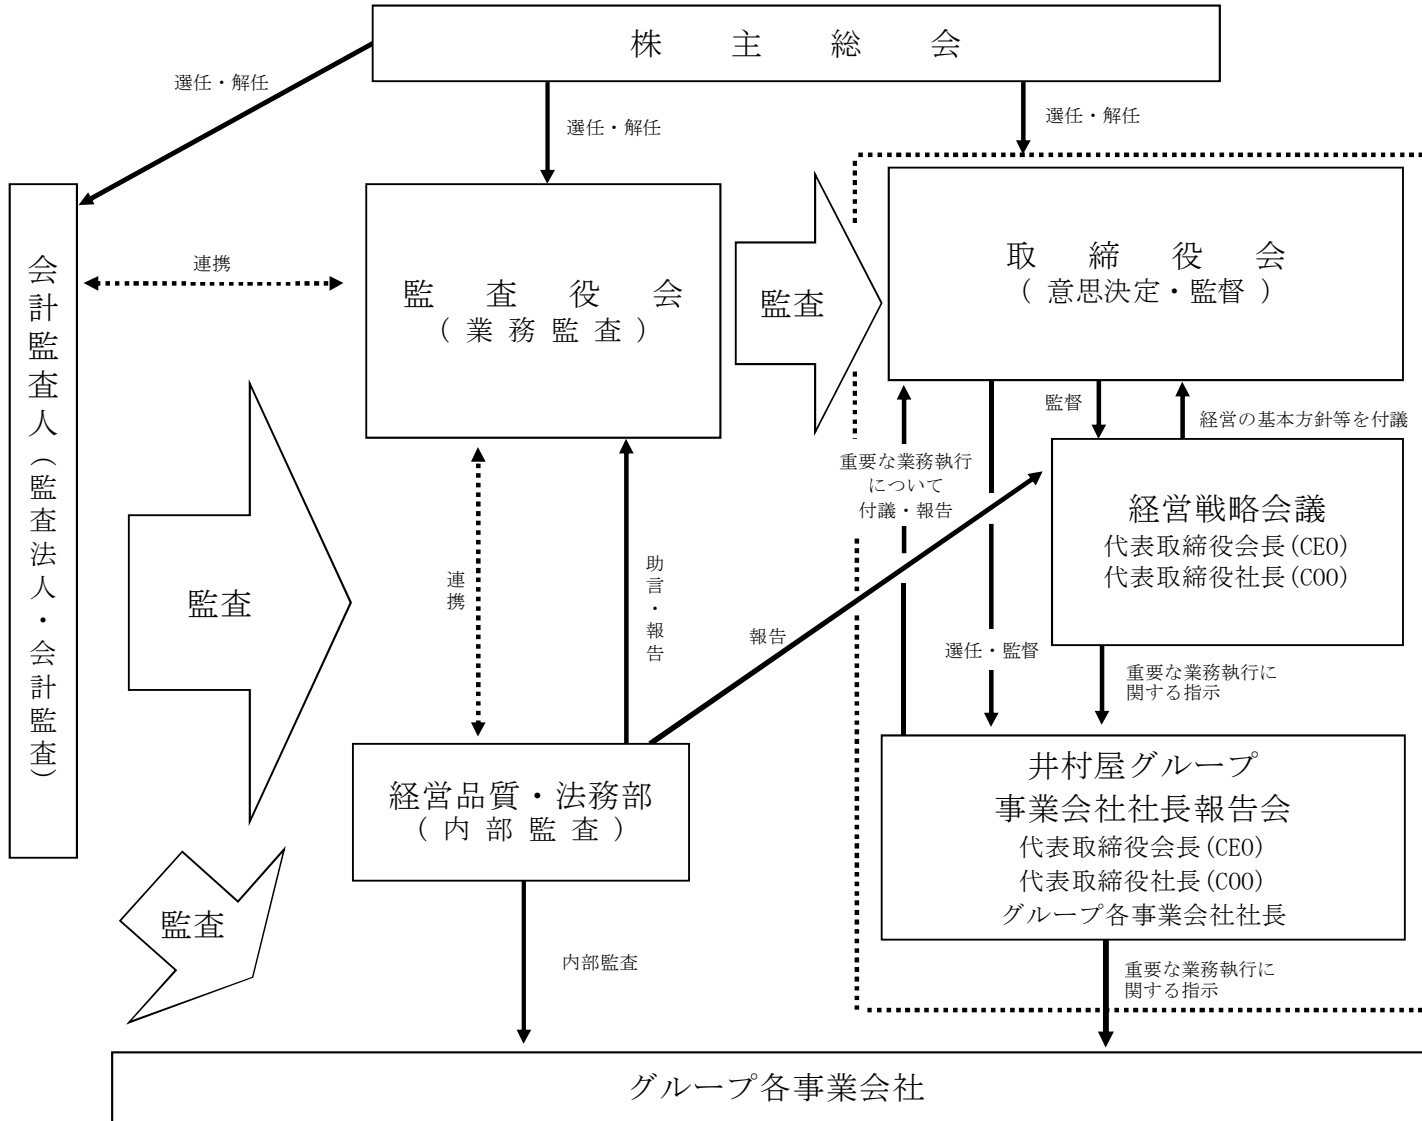 株主総会
選任・解任
選任・解任
選任・解任
会計監査人（監査法人・会計監査）
連携
監査役会
(業務監査)
監査
取締役会
(意思決定・監督)
監督
経営の基本方針等を付議
重要な業務執行
について
付議・報告
経営戦略会議
代表取締役会長(CEO)
代表取締役社長(COO)
監査
連携
助言・報告
報告
選任・監督
重要な業務執行に
関する指示
経営品質・法務部
(内部監査)
井村屋グループ
事業会社社長報告会
代表取締役会長(CEO)
代表取締役社長(COO)
グループ各事業会社社長
監査
内部監査
重要な業務執行に
関する指示
グループ各事業会社